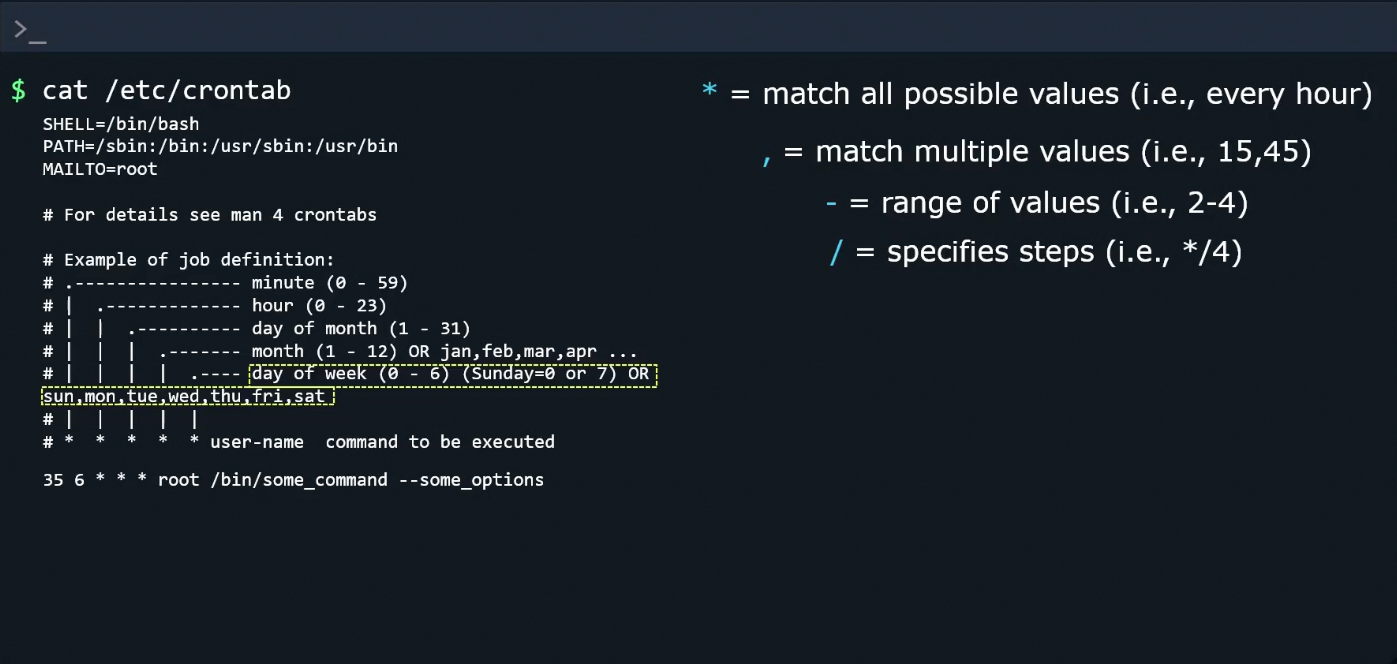 >_
$ cat /etc/crontab
SHELL=/bin/bash
PATH=/sbin:/bin:/usr/sbin:/usr/bin
MAILTO=root
# For details see man 4 crontabs
# Example of job definition:
# .---------------- minute (0 - 59)
# |  .------------- hour (0 - 23)
# |  |  .---------- day of month (1 - 31)
# |  |  |  .------- month (1 - 12) OR jan,feb,mar,apr ...
# |  |  |  |  .---- day of week (0 - 6) (Sunday=0 or 7) OR
sun,mon,tue,wed,thu,fri,sat
# |  |  |  |  |
# *  *  *  *  * user-name  command to be executed
35 6 * * * root /bin/some_command --some_options
* = match all possible values (i.e., every hour)
, = match multiple values (i.e., 15,45)
- = range of values (i.e., 2-4)
/ = specifies steps (i.e., */4)